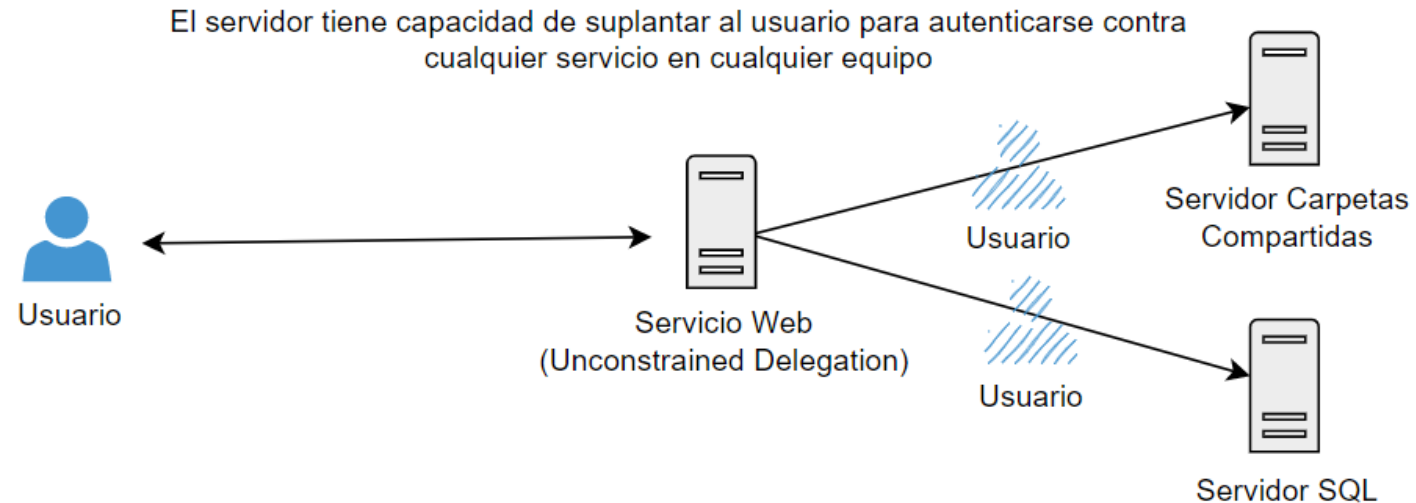 El servidor tiene capacidad de suplantar al usuario para autenticarse contra
cualquier servicio en cualquier equipo
Usuario
Servicio Web
(Unconstrained Delegation)
Usuario
Usuario
Servidor Carpetas
Compartidas
Servidor SQL